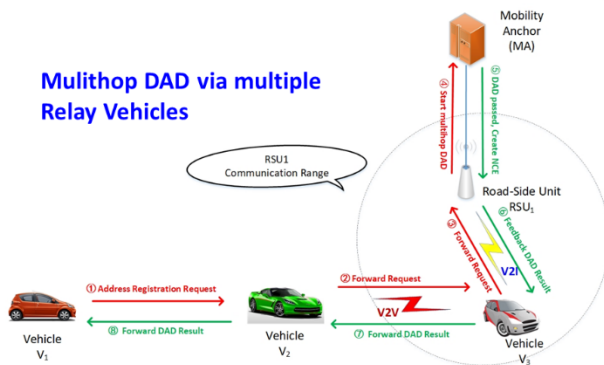 Mobility
Anchor
(MA)
Mulithop DAD via multiple
Relay Vehicles
④ Start multihop DAD
⑤ DAD passed, Create NCE
RSU1
Communication Range
Road-Side Unit
RSU₁
③ Forward Request
⑥ Feedback DAD Result
V2I
① Address Registration Request
② Forward Request
V2V
⑧ Forward DAD Result
⑦ Forward DAD Result
Vehicle
V₁
Vehicle
V₂
Vehicle
V₃